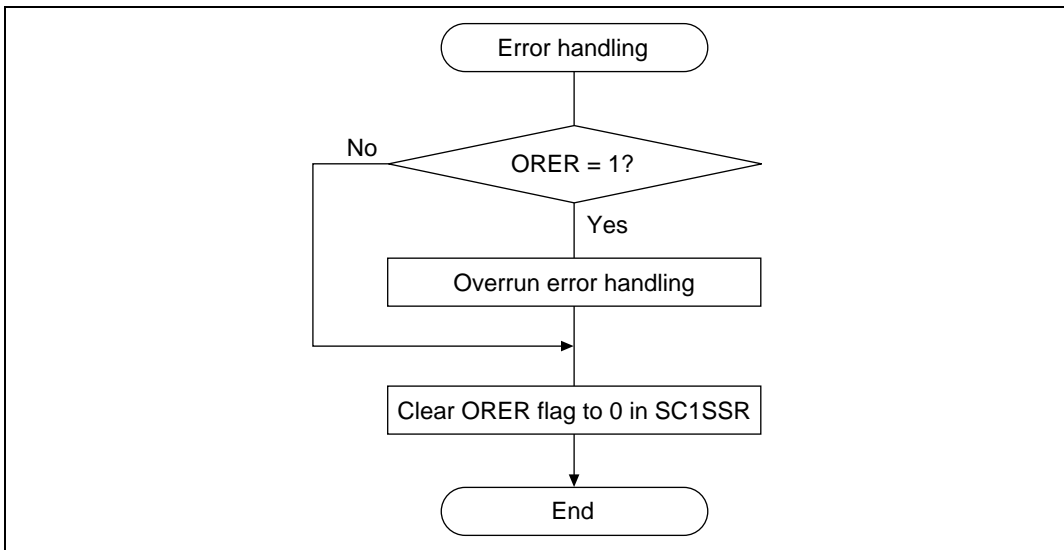 Error handling
No
ORER = 1?
Yes
Overrun error handling
Clear ORER flag to 0 in SC1SSR
End